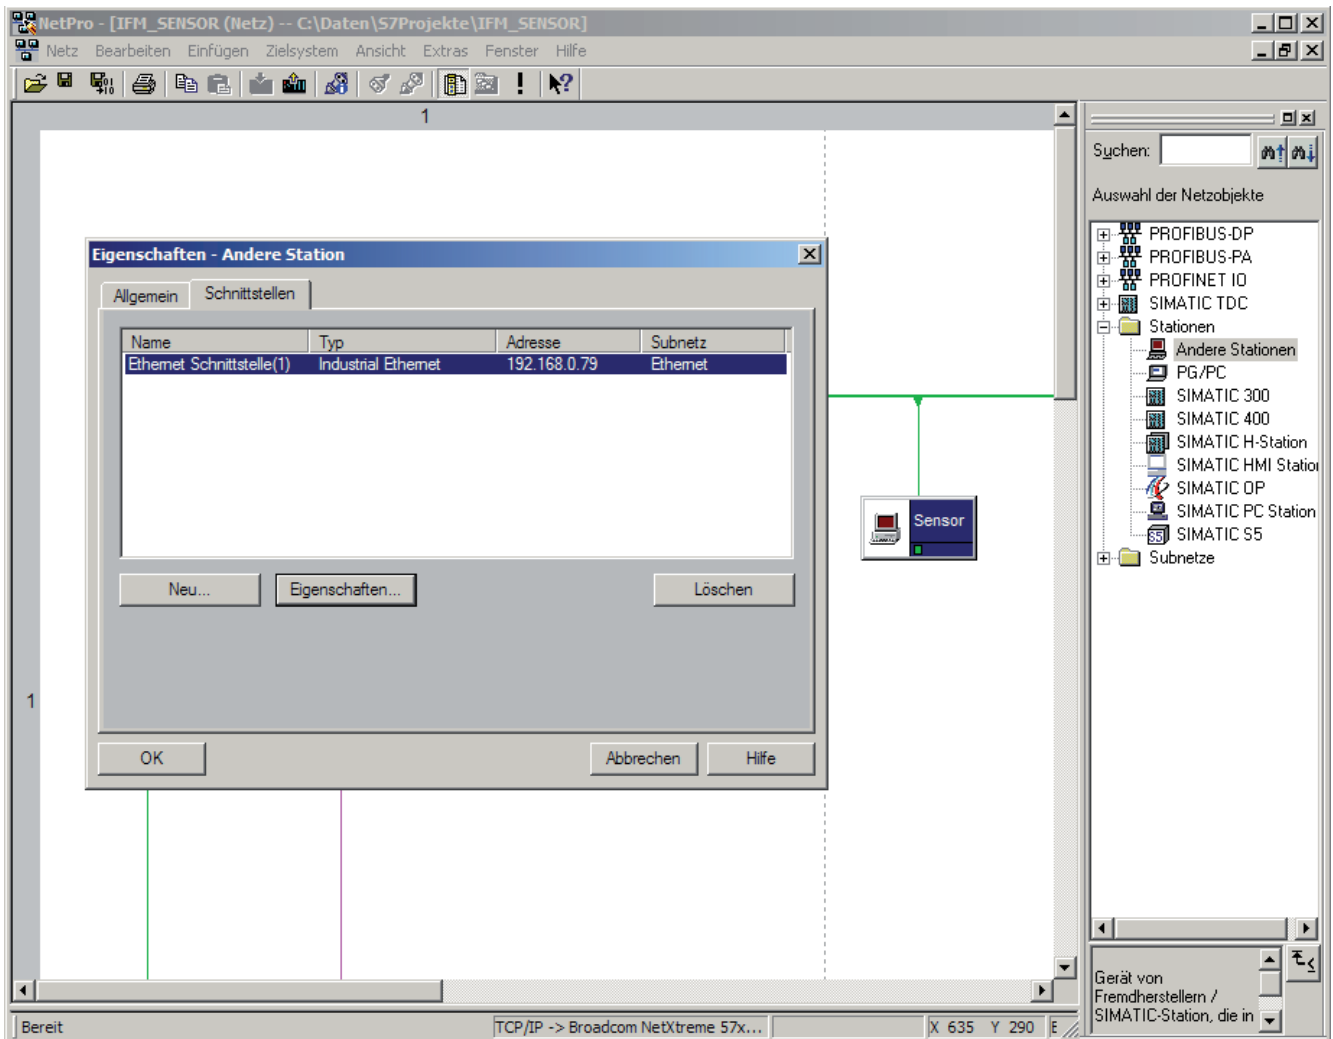 NetPro - [IFM_SENSOR (Netz) -- C:\Daten\S7Projekte\IFM_SENSOR]
Netz Bearbeiten Einfügen Zielsystem Ansicht Extras Fenster Hilfe
1
Suchen:
Auswahl der Netzobjekte
PROFIBUS-DP
PROFIBUS-PA
PROFINET IO
SIMATIC TDC
Stationen
Andere Stationen
PG/PC
SIMATIC 300
SIMATIC 400
SIMATIC H-Station
SIMATIC HMI Station
SIMATIC OP
SIMATIC PC Station
SIMATIC S5
Subnetze
Eigenschaften - Andere Station
Allgemein Schnittstellen
Name Typ Adresse Subnetz
Ethernet Schnittstelle(1) Industrial Ethernet 192.168.0.79 Ethernet
Neu... Eigenschaften... Löschen
OK Abbrechen Hilfe
Sensor
1
Gerät von
Fremdherstellern /
SIMATIC-Station, die in
Bereit TCP/IP -> Broadcom NetXtreme 57x... X 635 Y 290 E